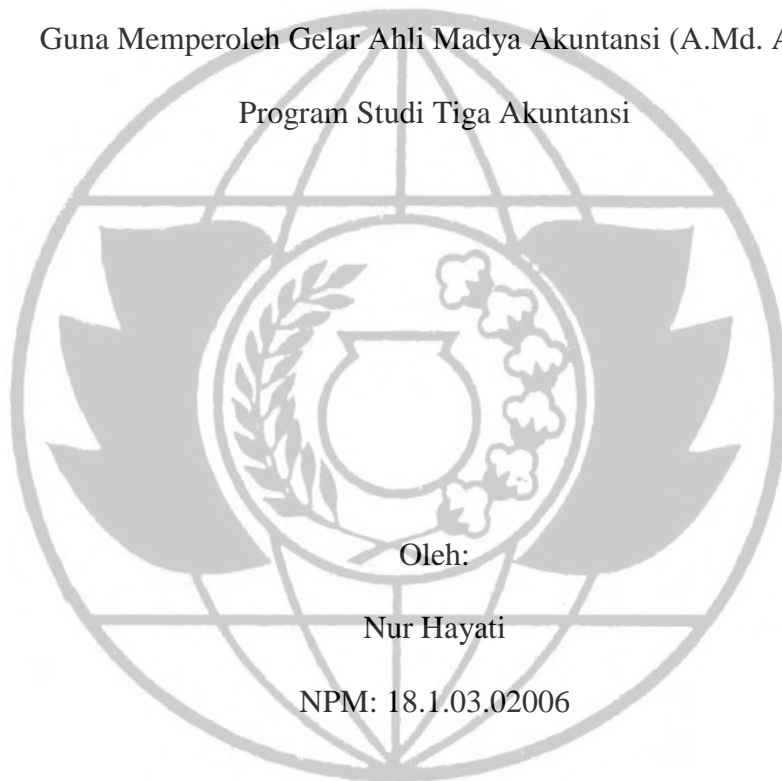 Guna Memperoleh Gelar Ahli Madya Akuntansi (A.Md. A
Program Studi Tiga Akuntansi
Oleh:
Nur Hayati
NPM: 18.1.03.02006